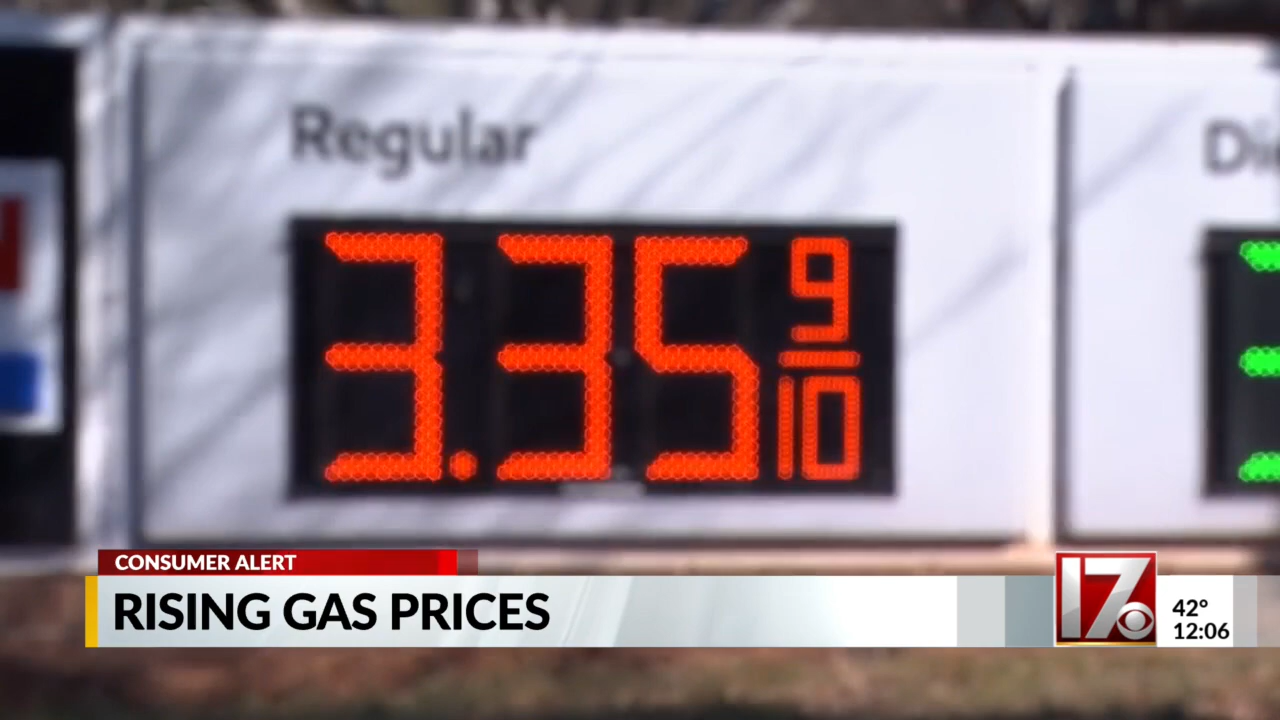 Regular
3.35 9/10
CONSUMER ALERT
RISING GAS PRICES
17
42°
12:06